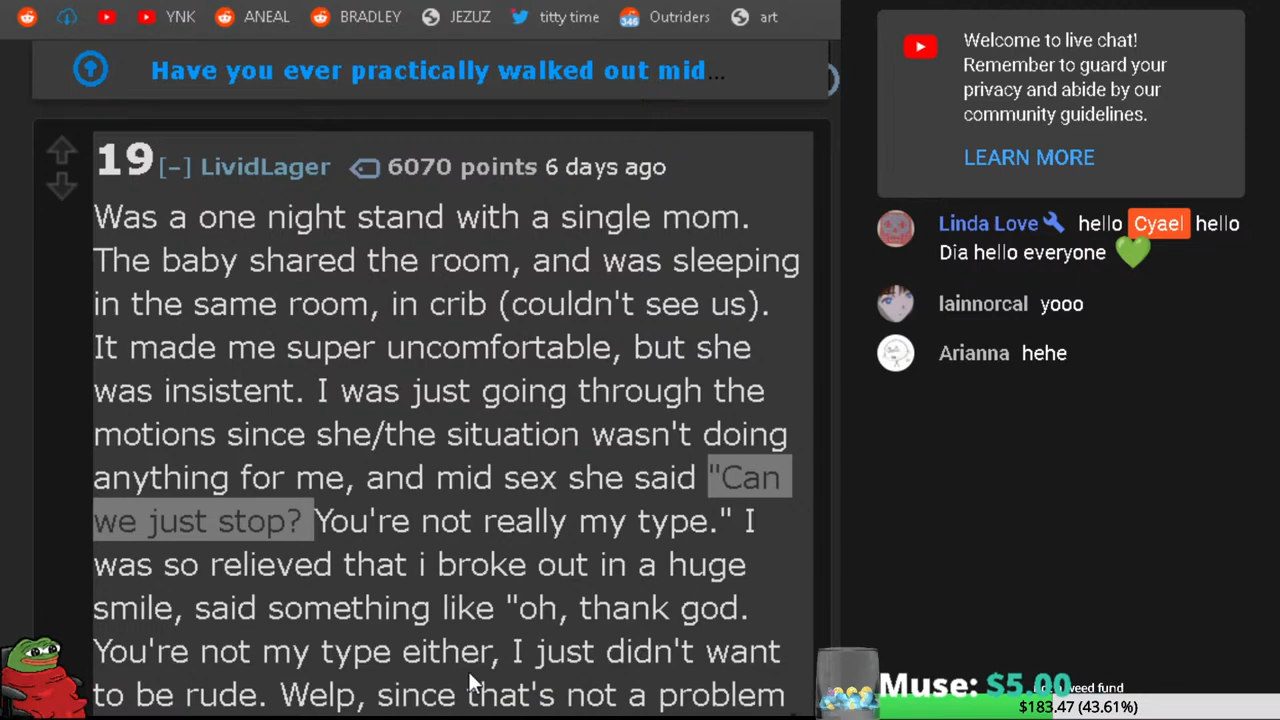 YNK ANEAL BRADLEY JEZUZ titty time 346 Outriders art
Have you ever practically walked out mid...
19 [-] LividLager 6070 points 6 days ago
Was a one night stand with a single mom.
The baby shared the room, and was sleeping
in the same room, in crib (couldn't see us).
It made me super uncomfortable, but she
was insistent. I was just going through the
motions since she/the situation wasn't doing
anything for me, and mid sex she said "Can
we just stop? You're not really my type." I
was so relieved that i broke out in a huge
smile, said something like "oh, thank god.
You're not my type either, I just didn't want
to be rude. Welp, since that's not a problem
Welcome to live chat!
Remember to guard your
privacy and abide by our
community guidelines.
LEARN MORE
Linda Love hello Cyael hello
Dia hello everyone
lainnorcal yooo
Arianna hehe
Muse: $5.00
weed fund
$183.47 (43.61%)